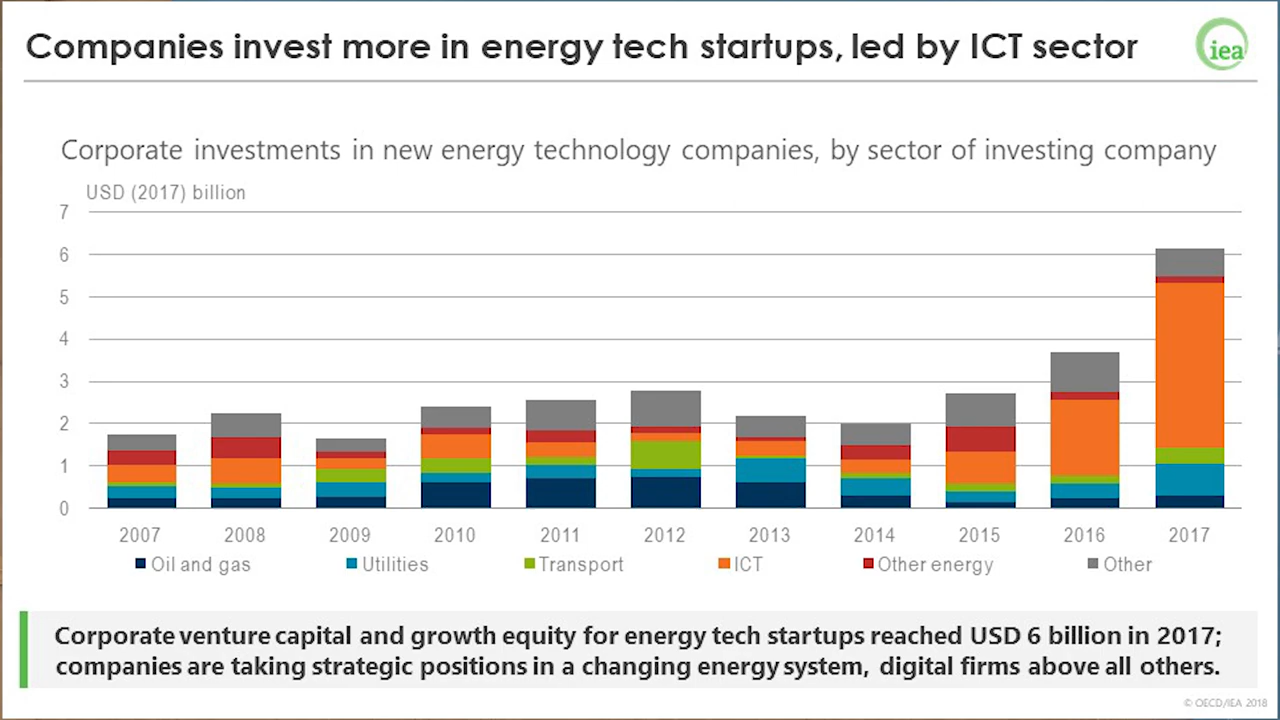 Companies invest more in energy tech startups, led by ICT sector
iea
Corporate investments in new energy technology companies, by sector of investing company
USD (2017) billion
7
6
5
4
3
2
1
0
2007 2008 2009 2010 2011 2012 2013 2014 2015 2016 2017
Oil and gas Utilities Transport ICT Other energy Other
Corporate venture capital and growth equity for energy tech startups reached USD 6 billion in 2017;
companies are taking strategic positions in a changing energy system, digital firms above all others.
© OECD/IEA 2018